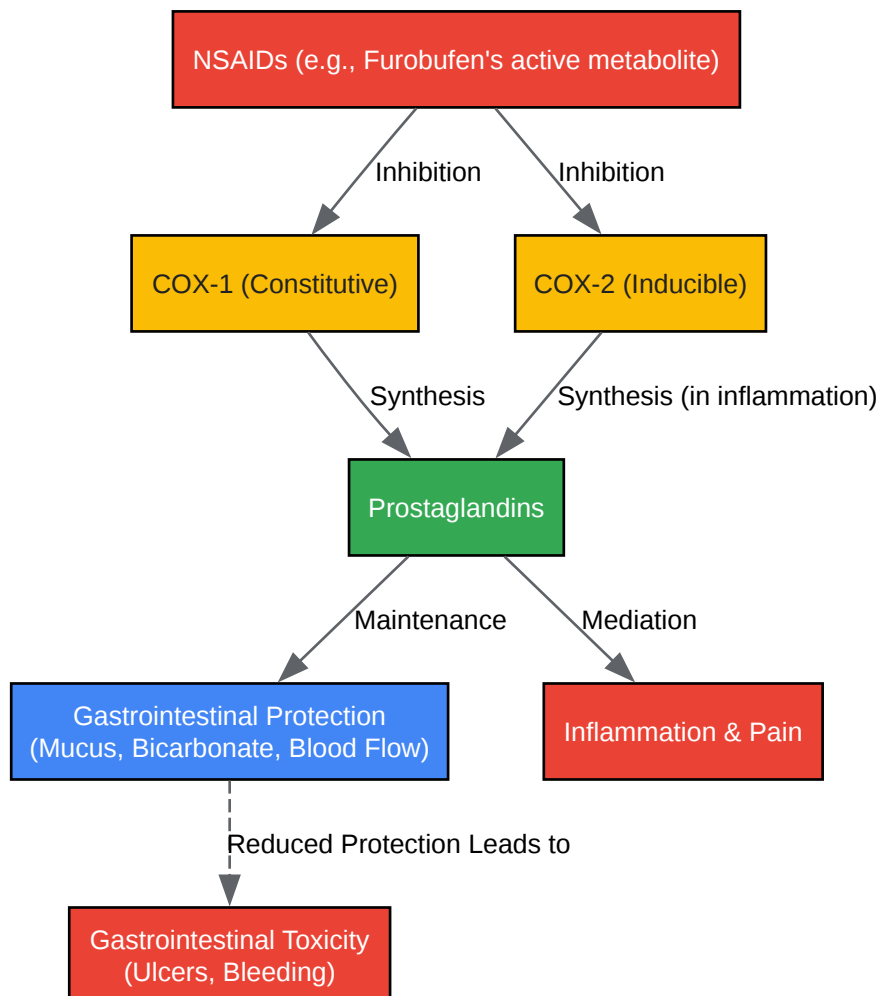 NSAIDs (e.g., Furobufen's active metabolite)
Inhibition
Inhibition
COX-1 (Constitutive)
COX-2 (Inducible)
Synthesis
Synthesis (in inflammation)
Prostaglandins
Maintenance
Mediation
Gastrointestinal Protection
(Mucus, Bicarbonate, Blood Flow)
Inflammation & Pain
Reduced Protection Leads to
Gastrointestinal Toxicity
(Ulcers, Bleeding)